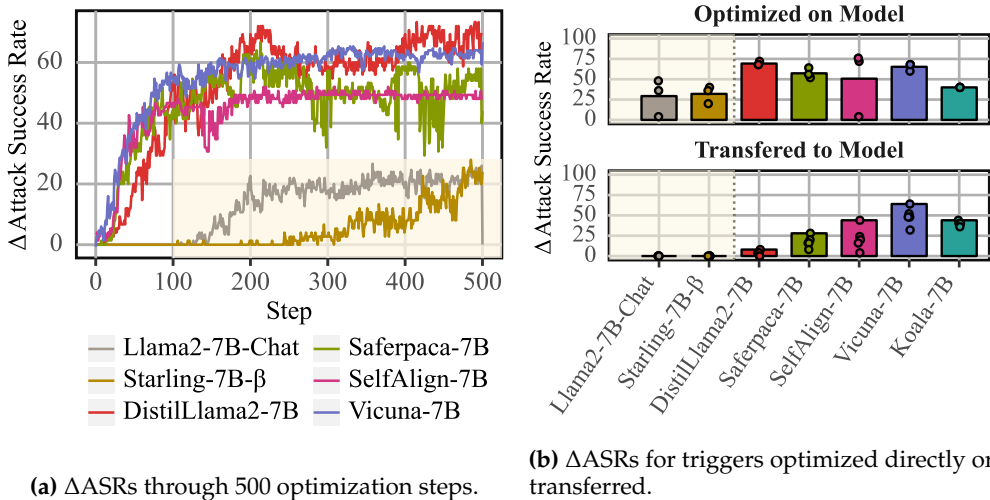 Δ Attack Success Rate
60
40
20
0
0
100
200
300
400
500
Step
Llama2-7B-Chat
Saferpaca-7B
Starling-7B-β
SelfAlign-7B
DistilLlama2-7B
Vicuna-7B
(a) ΔASRs through 500 optimization steps.
Optimized on Model
Δ Attack Success Rate
100
75
50
25
0
Transfered to Model
100
75
50
25
0
Llama2-7B-Chat
Starling-7B-β
DistilLlama2-7B
Saferpaca-7B
SelfAlign-7B
Vicuna-7B
Koala-7B
(b) ΔASRs for triggers optimized directly or
transferred.